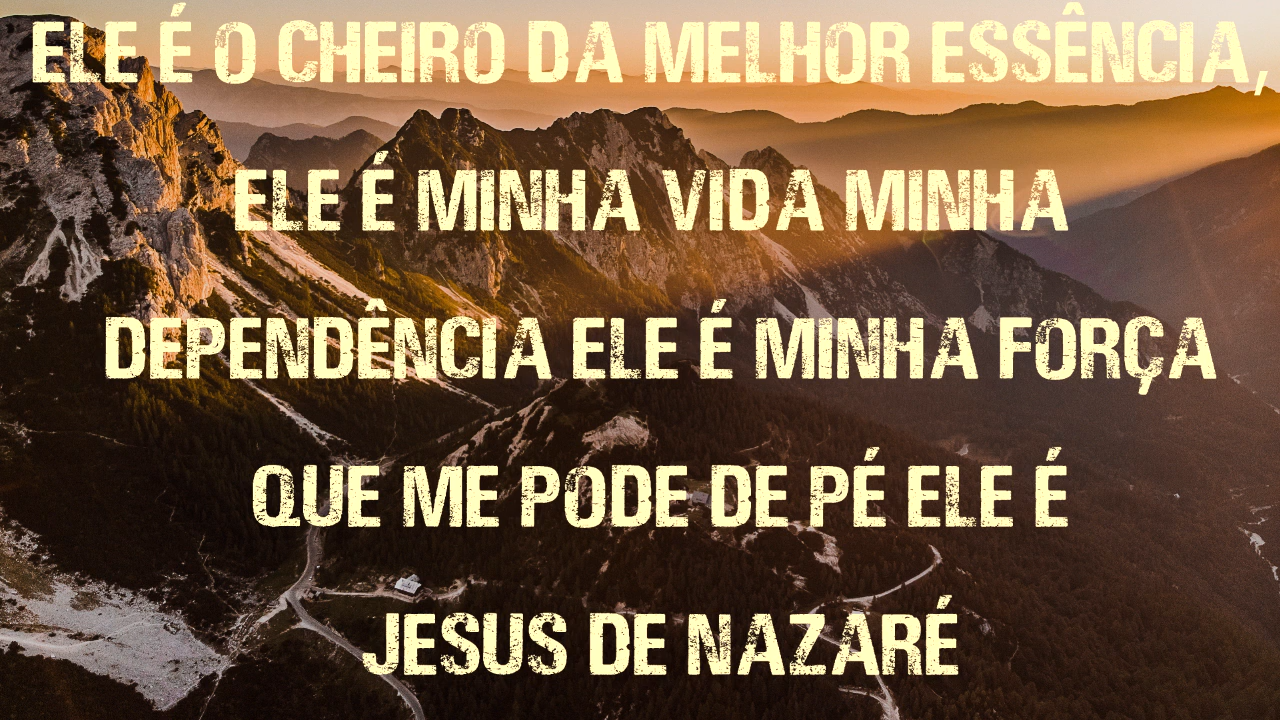 ELE É O CHEIRO DA MELHOR ESSÊNCIA,
ELE É MINHA VIDA MINHA
DEPENDÊNCIA ELE É MINHA FORÇA
QUE ME PODE DE PÉ ELE É
JESUS DE NAZARÉ